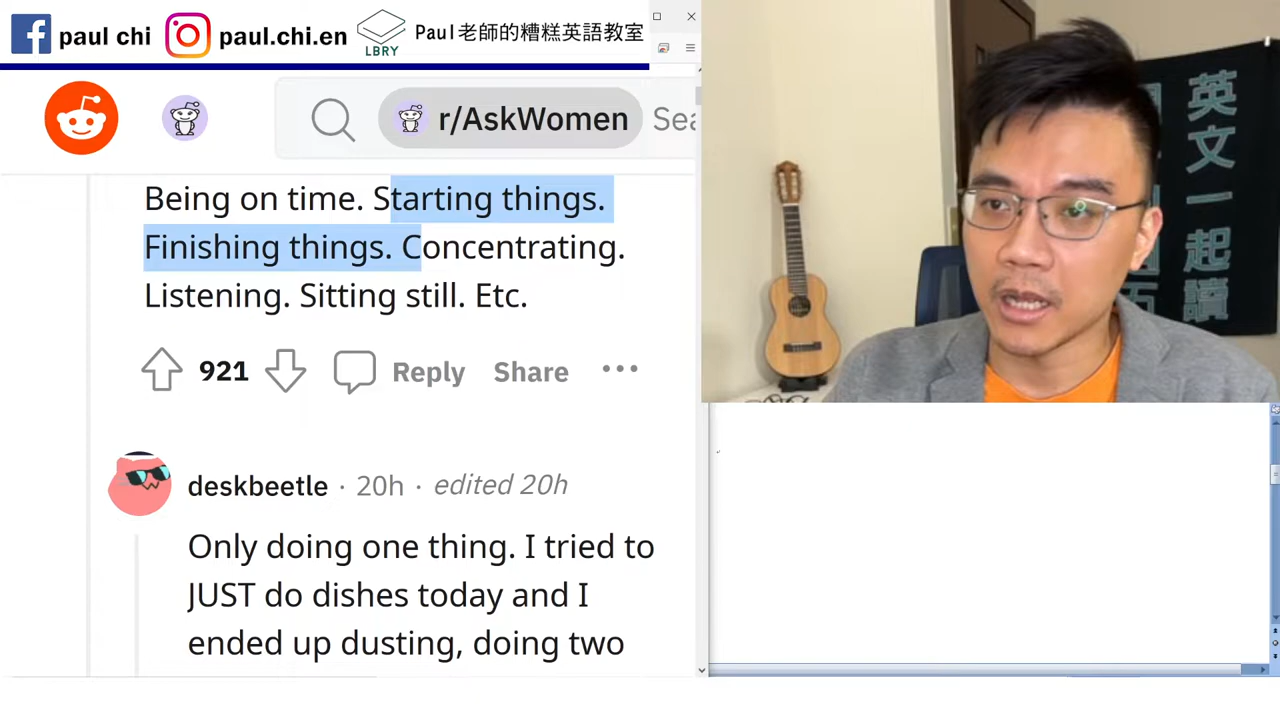 paul chi
paul.chi.en
LBRY
Paul老師的糟糕英語教室
r/AskWomen
Sea
Being on time. Starting things.
Finishing things. Concentrating.
Listening. Sitting still. Etc.
921
Reply
Share
deskbeetle · 20h · edited 20h
Only doing one thing. I tried to
JUST do dishes today and I
ended up dusting, doing two
英文一起讀